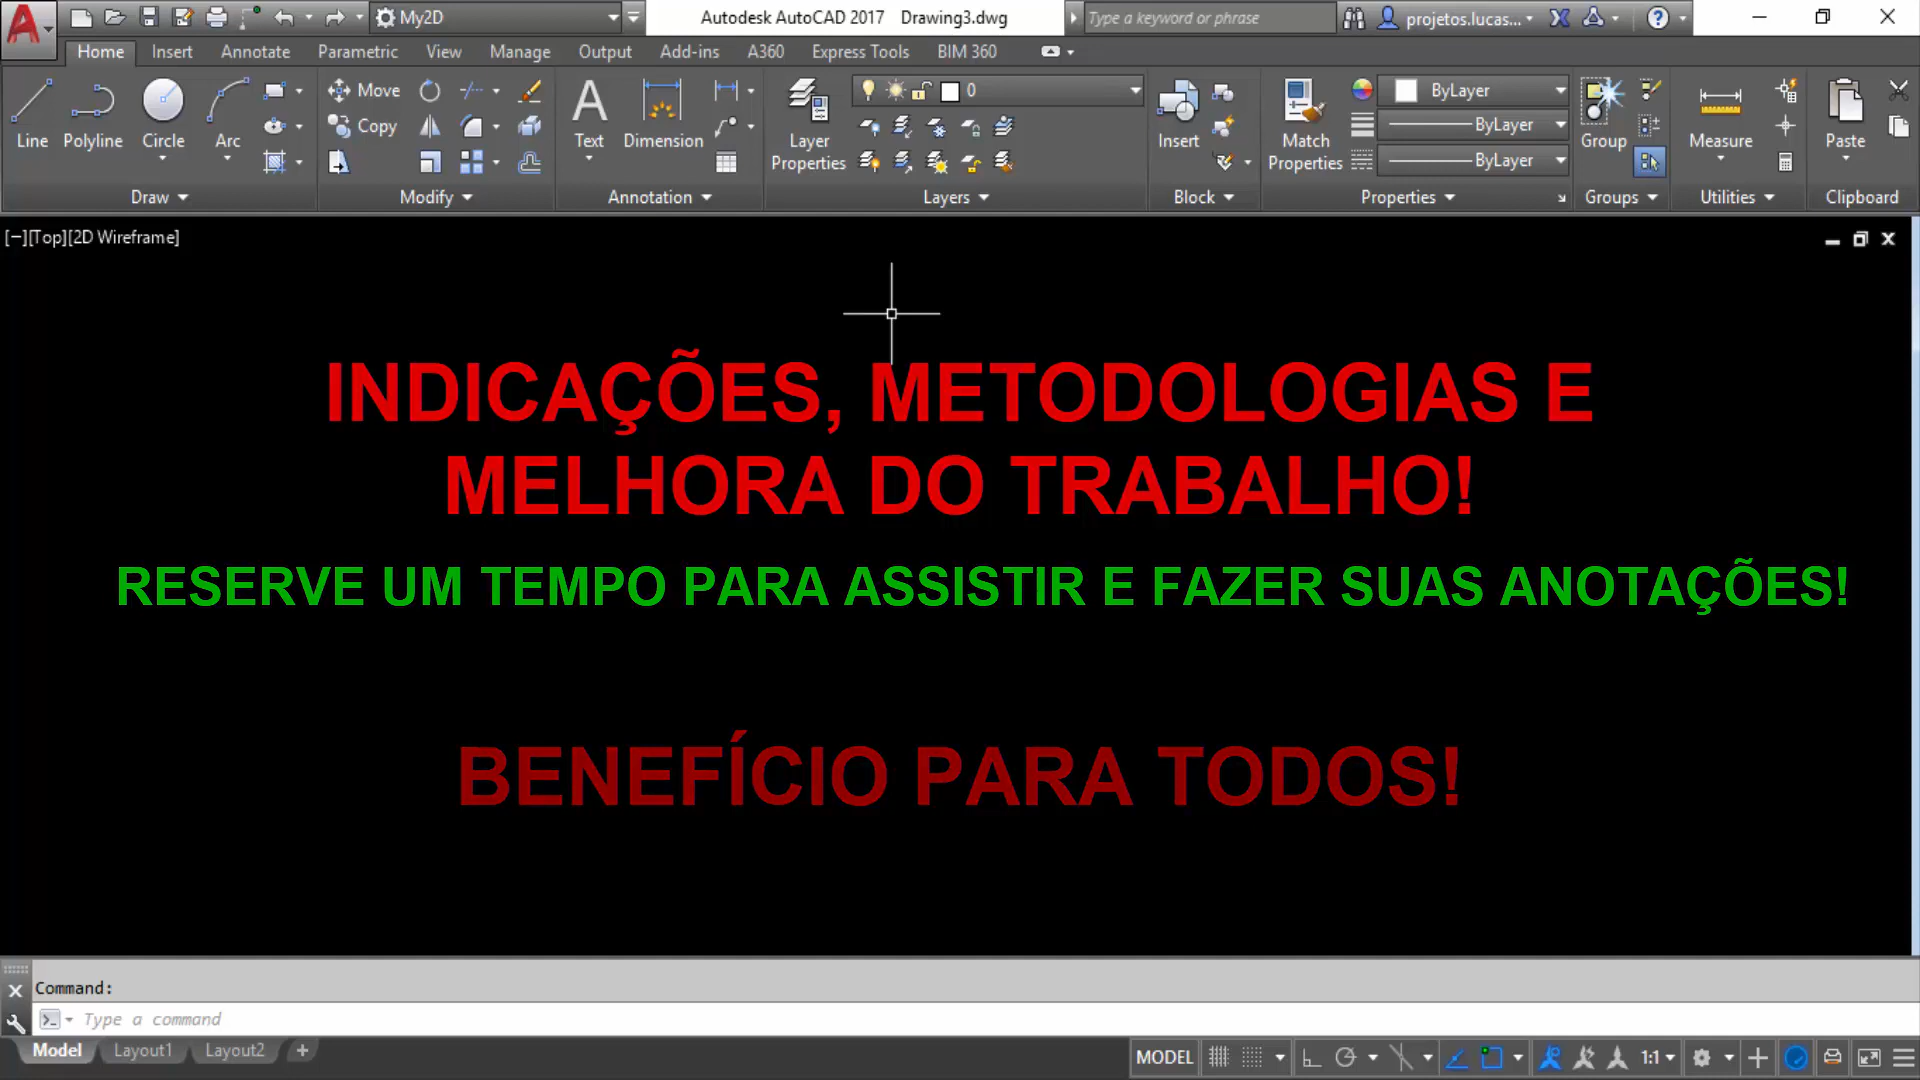 My2D
Autodesk AutoCAD 2017 Drawing3.dwg
Type a keyword or phrase
projetos.lucas...
Home Insert Annotate Parametric View Manage Output Add-ins A360 Express Tools BIM 360
Line Polyline Circle Arc
Move
Copy
Text Dimension
Layer Properties
0
Insert
Match Properties
ByLayer
ByLayer
ByLayer
Group
Measure
Paste
Draw Modify Annotation Layers Block Properties Groups Utilities Clipboard
[−][Top][2D Wireframe]
INDICAÇÕES, METODOLOGIAS E
MELHORA DO TRABALHO!
RESERVE UM TEMPO PARA ASSISTIR E FAZER SUAS ANOTAÇÕES!
BENEFÍCIO PARA TODOS!
Command:
Type a command
Model Layout1 Layout2 +
MODEL 1:1